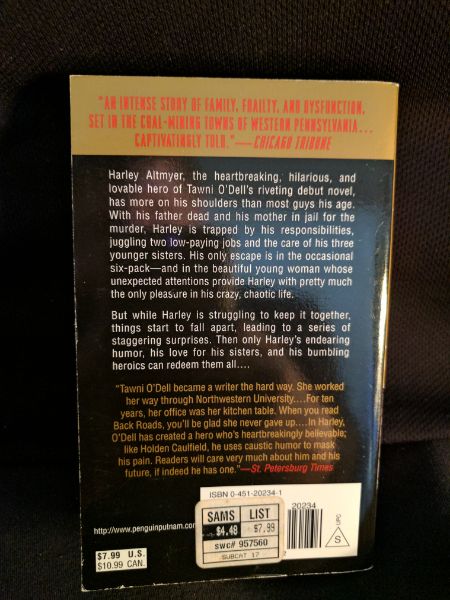 "AN INTENSE STORY OF FAMILY, FRAILTY, AND DYSFUNCTION,
SET IN THE COAL-MINING TOWNS OF WESTERN PENNSYLVANIA...
CAPTIVATINGLY TOLD."—CHICAGO TRIBUNE
Harley Altmyer, the heartbreaking, hilarious, and
lovable hero of Tawni O'Dell's riveting debut novel,
has more on his shoulders than most guys his age.
With his father dead and his mother in jail for the
murder, Harley is trapped by his responsibilities,
juggling two low-paying jobs and the care of his three
younger sisters. His only escape is in the occasional
six-pack—and in the beautiful young woman whose
unexpected attentions provide Harley with pretty much
the only pleasure in his crazy, chaotic life.
But while Harley is struggling to keep it together,
things start to fall apart, leading to a series of
staggering surprises. Then only Harley's endearing
humor, his love for his sisters, and his bumbling
heroics can redeem them all....
"Tawni O'Dell became a writer the hard way. She worked
her way through Northwestern University....For ten
years, her office was her kitchen table. When you read
Back Roads, you'll be glad she never gave up....In Harley,
O'Dell has created a hero who's heartbreakingly believable;
like Holden Caulfield, he uses caustic humor to mask
his pain. Readers will care very much about him and his
future, if indeed he has one."—St. Petersburg Times
ISBN 0-451-20234-1
20234
SAMS LIST
$4.48 $7.99
SWC# 957560
SUBCAT 17
http://www.penguinputnam.com
$7.99 U.S.
$10.99 CAN.
UPC
S